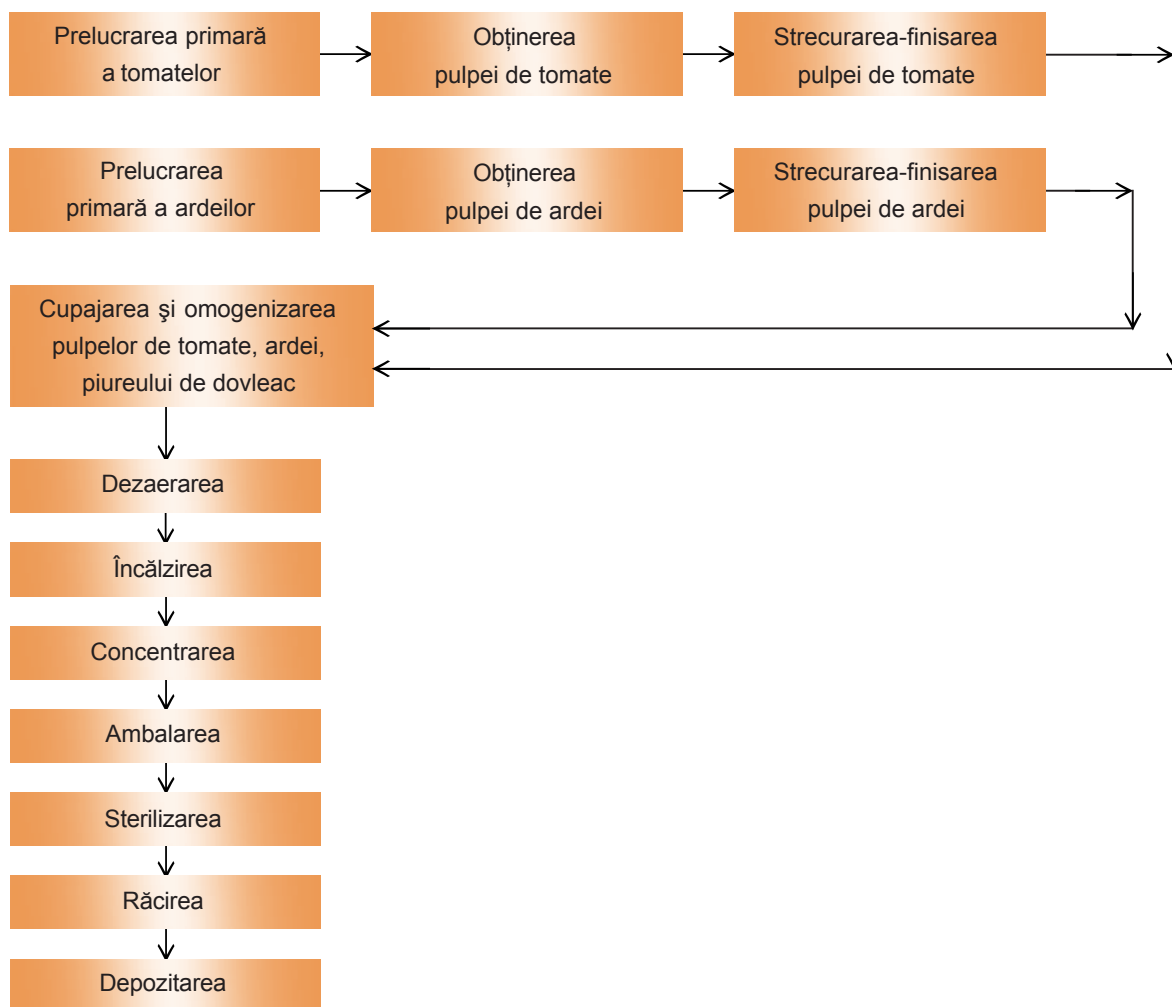 Prelucrarea primară
a tomatelor
Obținerea
pulpei de tomate
Strecurarea-finisarea
pulpei de tomate
Prelucrarea
primară a ardeilor
Obținerea
pulpei de ardei
Strecurarea-finisarea
pulpei de ardei
Cupajarea şi omogenizarea
pulpelor de tomate, ardei,
piureului de dovleac
Dezaerarea
Încălzirea
Concentrarea
Ambalarea
Sterilizarea
Răcirea
Depozitarea